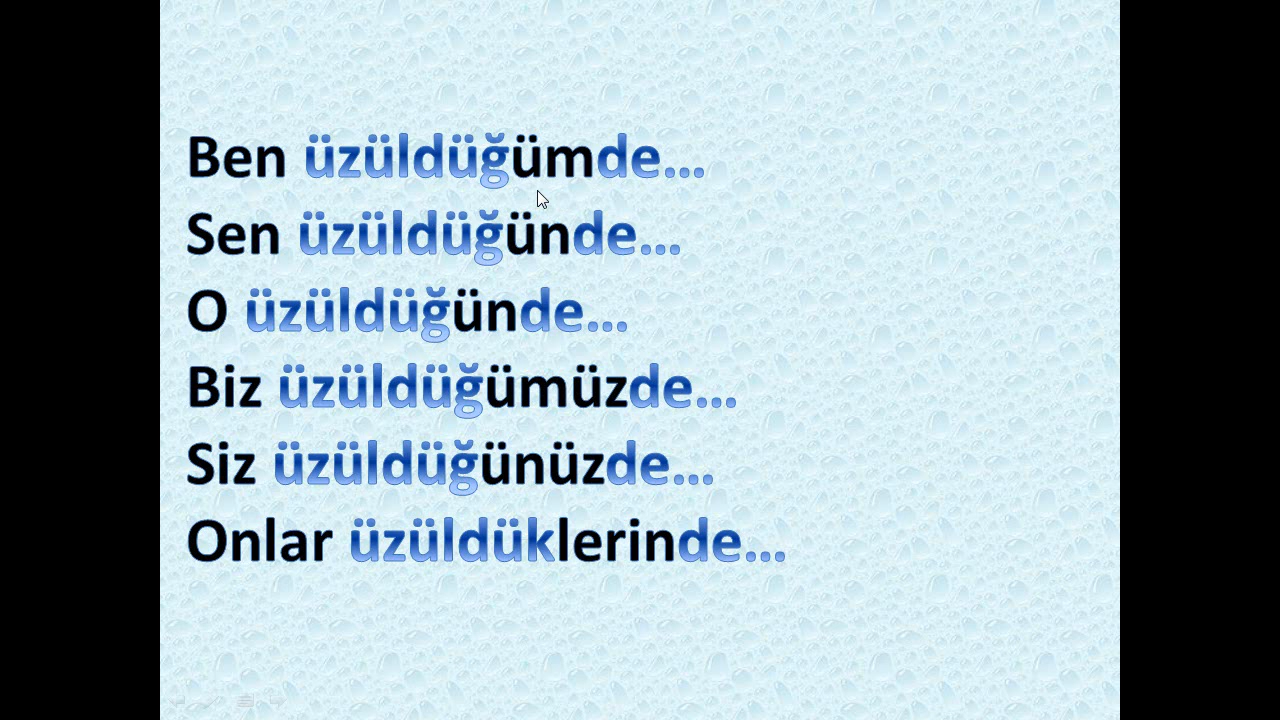 Ben üzüldüğümde...
Sen üzüldüğünde...
O üzüldüğünde...
Biz üzüldüğümüzde...
Siz üzüldüğünüzde...
Onlar üzüldüklerinde...